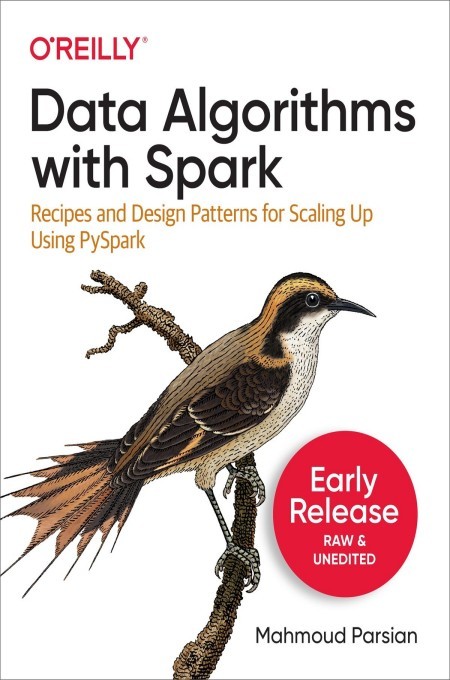 O'REILLY®
Data Algorithms
with Spark
Recipes and Design Patterns for Scaling Up
Using PySpark
Early
Release
RAW &
UNEDITED
Mahmoud Parsian